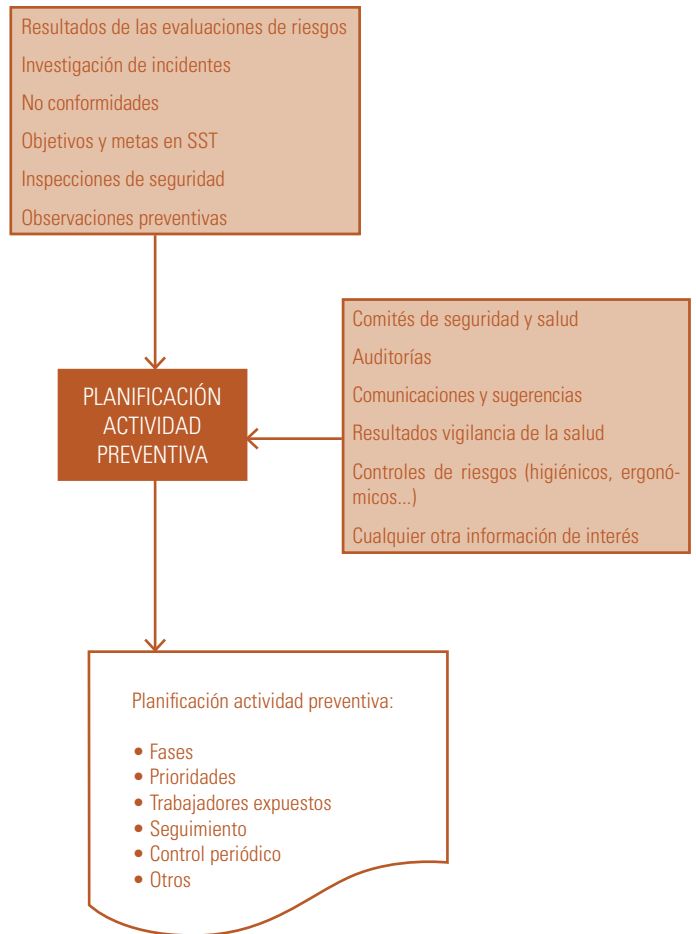 Resultados de las evaluaciones de riesgos
Investigación de incidentes
No conformidades
Objetivos y metas en SST
Inspecciones de seguridad
Observaciones preventivas
Comités de seguridad y salud
Auditorías
Comunicaciones y sugerencias
Resultados vigilancia de la salud
Controles de riesgos (higiénicos, ergonó-
micos...)
Cualquier otra información de interés
PLANIFICACIÓN
ACTIVIDAD
PREVENTIVA
Planificación actividad preventiva:
• Fases
• Prioridades
• Trabajadores expuestos
• Seguimiento
• Control periódico
• Otros